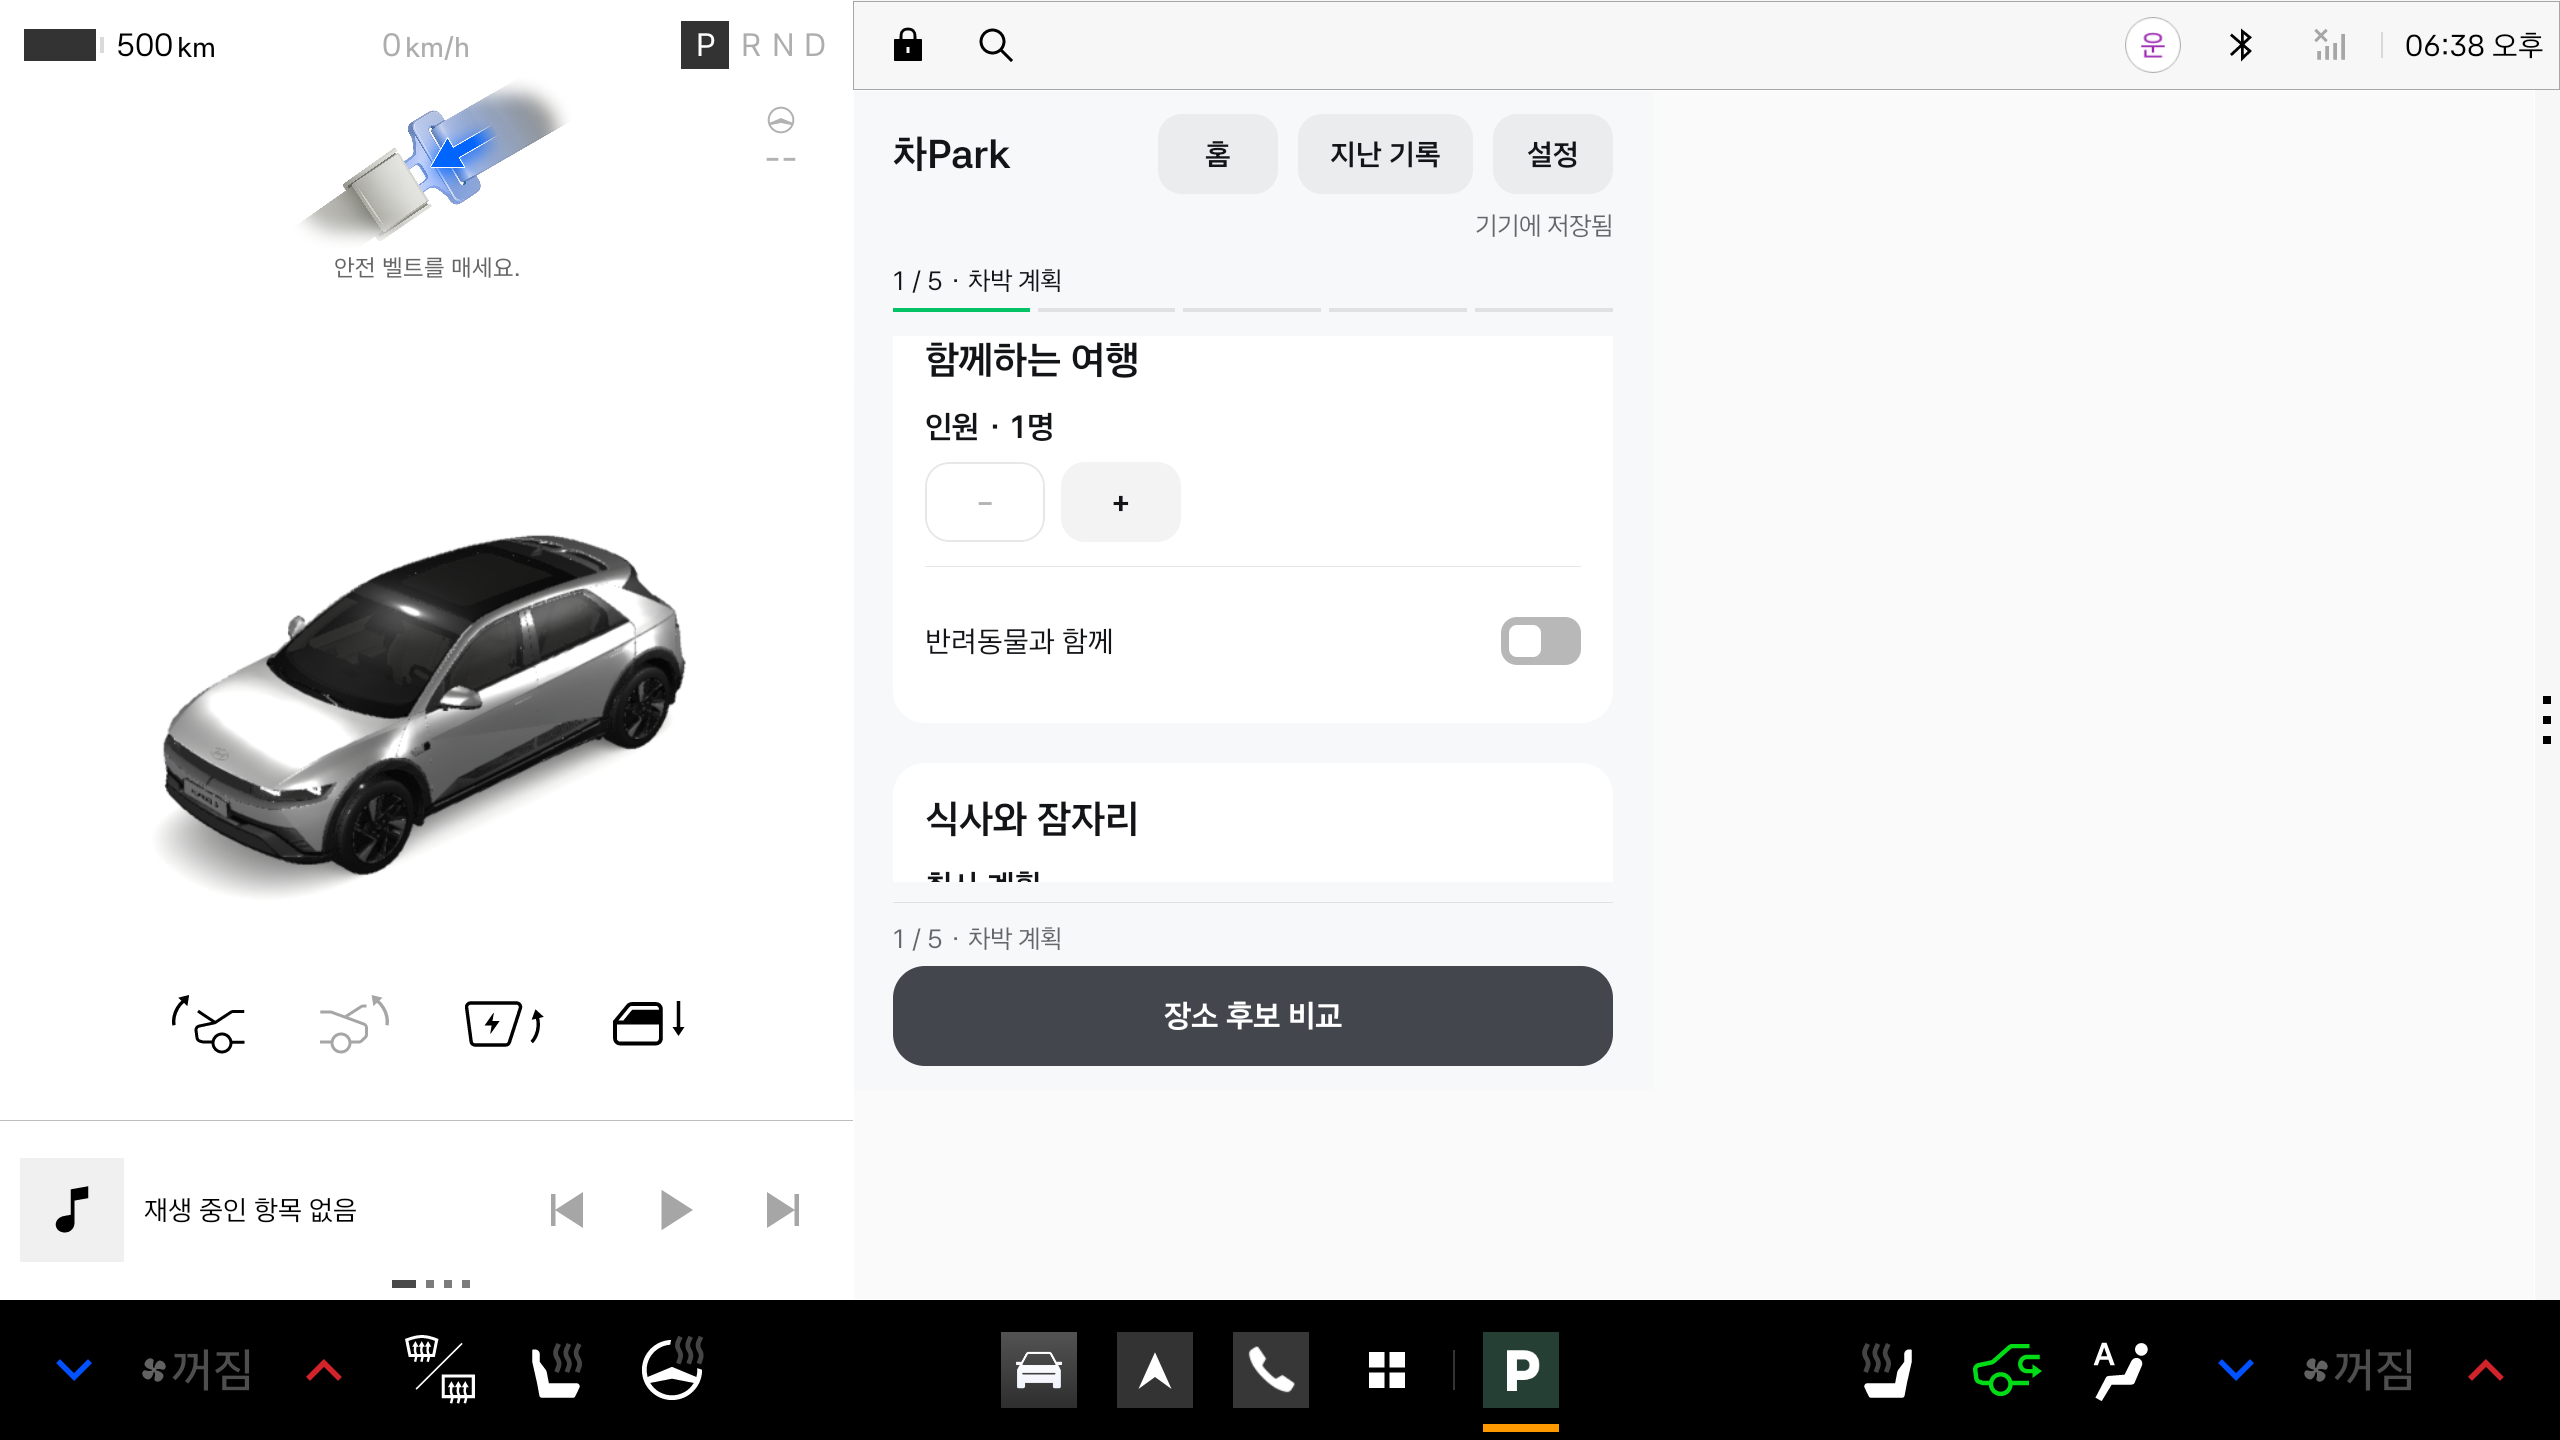 500 km
0 km/h
P R N D
운
06:38 오후
안전 벨트를 매세요.
재생 중인 항목 없음
차Park
홈
지난 기록
설정
기기에 저장됨
1 / 5 · 차박 계획
함께하는 여행
인원 · 1명
−
+
반려동물과 함께
식사와 잠자리
1 / 5 · 차박 계획
장소 후보 비교
꺼짐
P
A
꺼짐